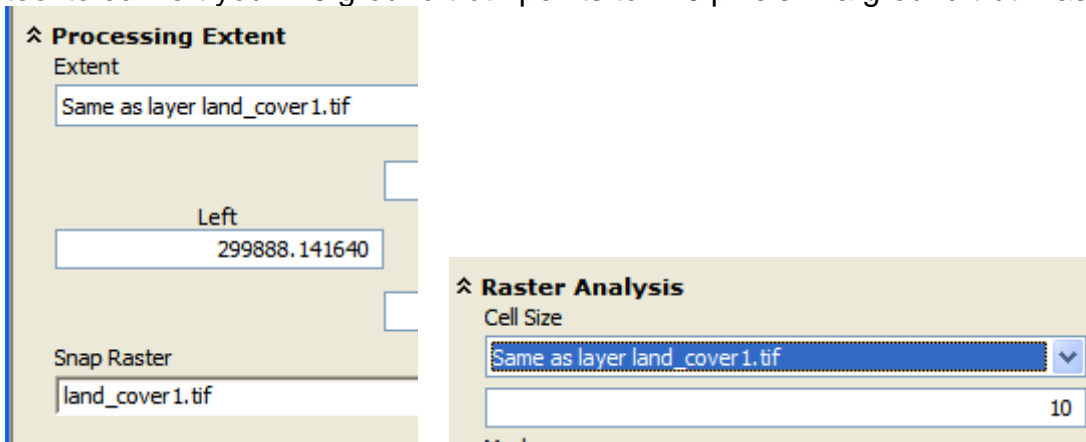 Processing Extent
Extent
Same as layer land_cover1.tif
Left
299888.141640
Snap Raster
land_cover1.tif
Raster Analysis
Cell Size
Same as layer land_cover1.tif
10